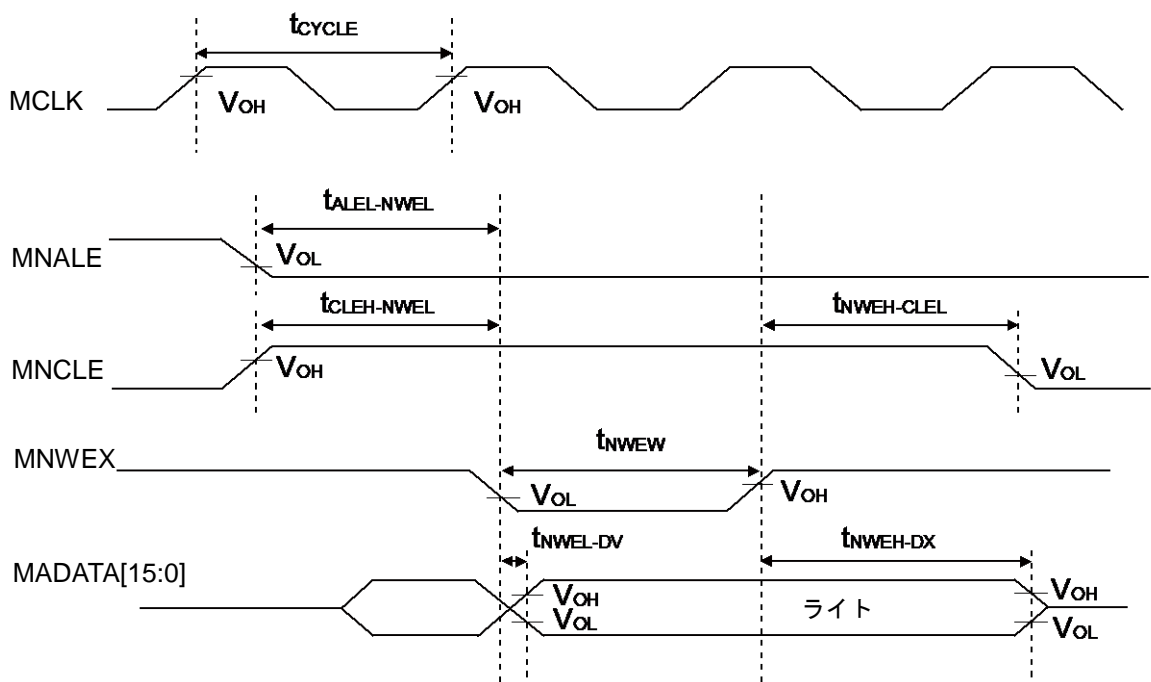 tCYCLE
MCLK
VOH VOH
tALEL-NWEL
MNALE
VOL
tCLEH-NWEL tNWEH-CLEL
MNCLE
VOH VOL
tNWEW
MNWEX
VOL VOH
tNWEL-DV tNWEH-DX
MADATA[15:0]
VOH ライト VOH
VOL VOL